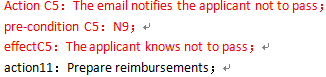 Action C5：The email notifies the applicant not to pass；
pre-condition C5：N9；↵
effectC5：The applicant knows not to pass；↵
action11：Prepare reimbursements；↵